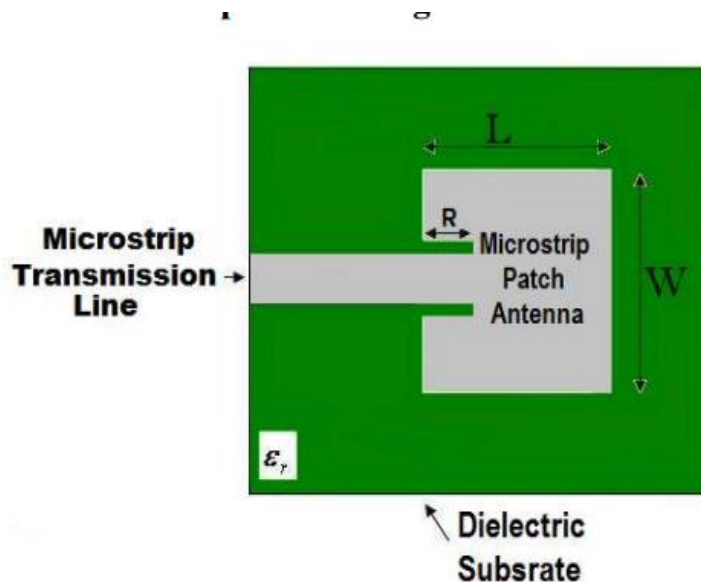 L
R
Microstrip
Patch
Antenna
W
Microstrip
Transmission
Line
εr
Dielectric
Subsrate